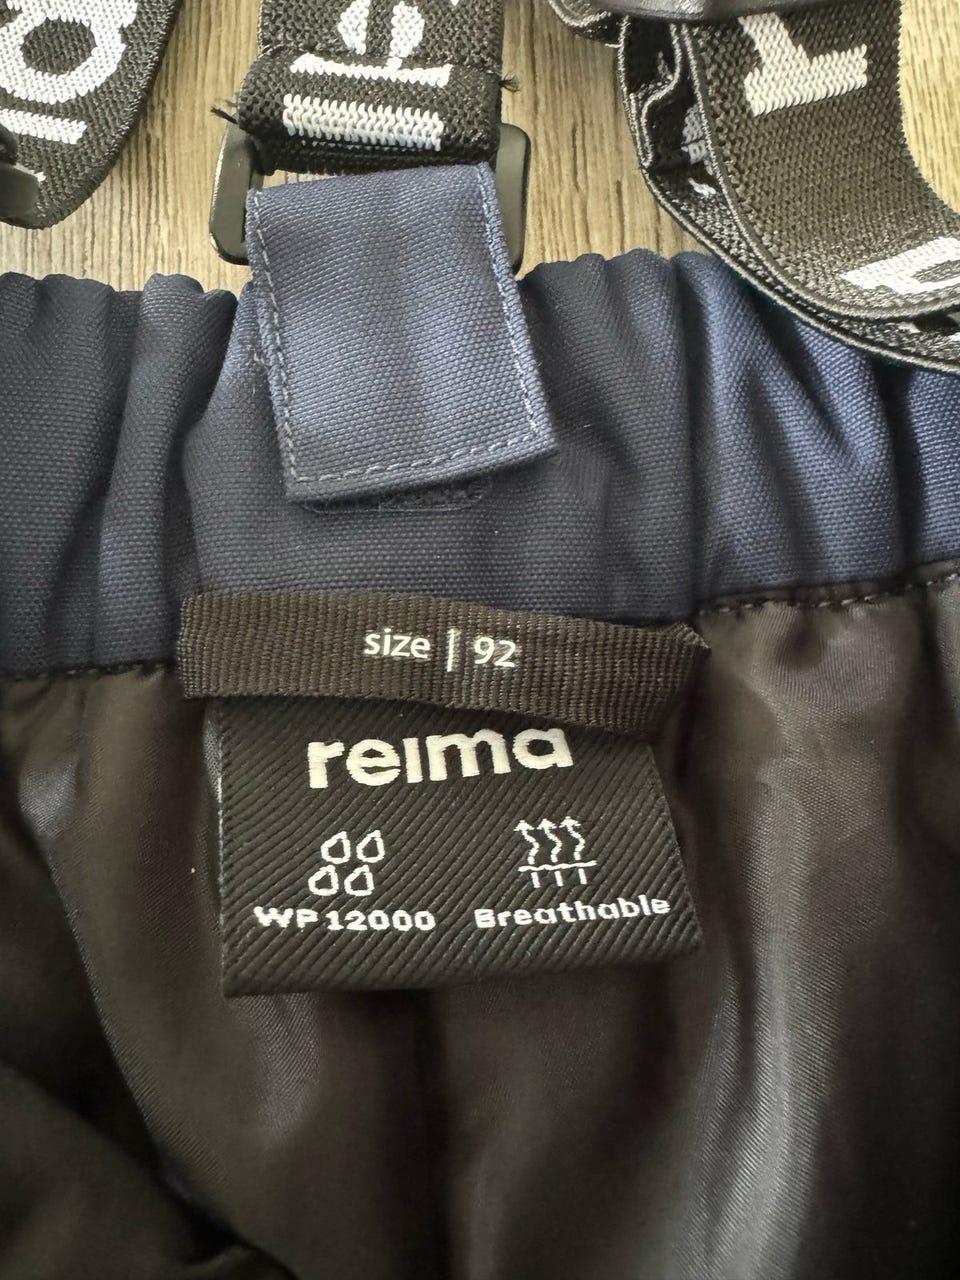 size | 92
reima
WP 12000
Breathable